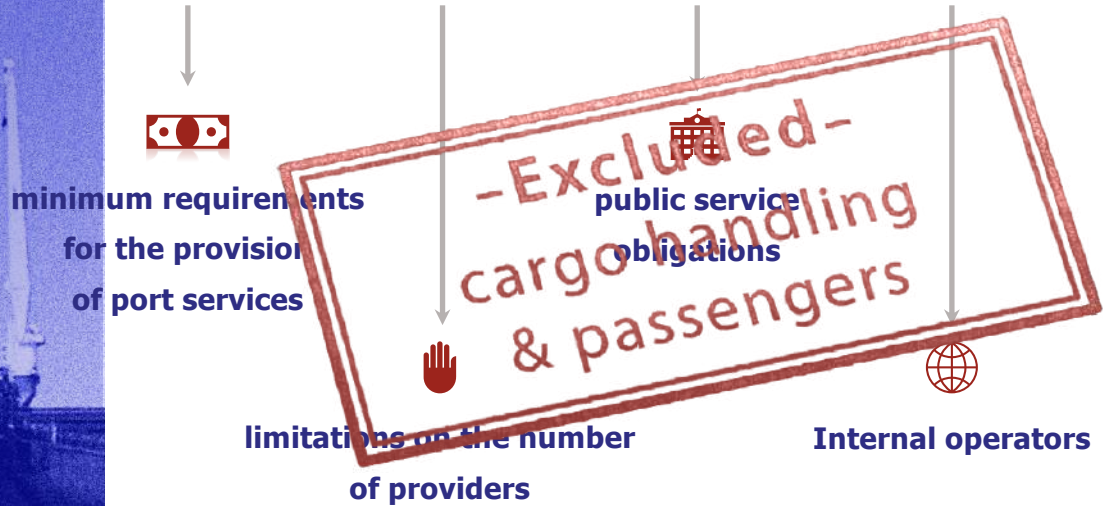 minimum requirements
for the provision
of port services
limitations on the number
of providers
public service
obligations
Internal operators
-Excluded-
cargo handling
& passengers